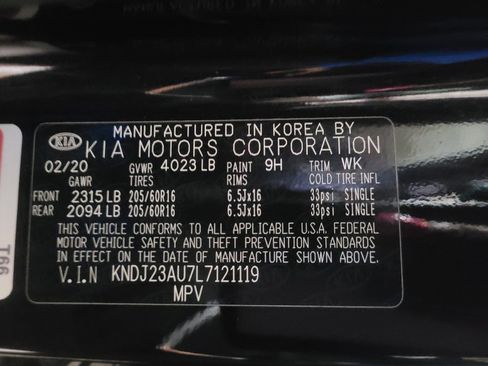 MANUFACTURED IN KOREA BY
KIA KIA MOTORS CORPORATION
02/20 GVWR 4023 LB PAINT 9H TRIM WK
GAWR TIRES RIMS COLD TIRE INFL
FRONT 2315 LB 205/60R16 6.5Jx16 33psi SINGLE
REAR 2094 LB 205/60R16 6.5Jx16 33psi SINGLE
THIS VEHICLE CONFORMS TO ALL APPLICABLE U.S.A. FEDERAL
MOTOR VEHICLE SAFETY AND THEFT PREVENTION STANDARDS
IN EFFECT ON THE DATE OF MANUFACTURE SHOWN ABOVE.
V.I.N KNDJ23AU7L7121119
MPV
T66